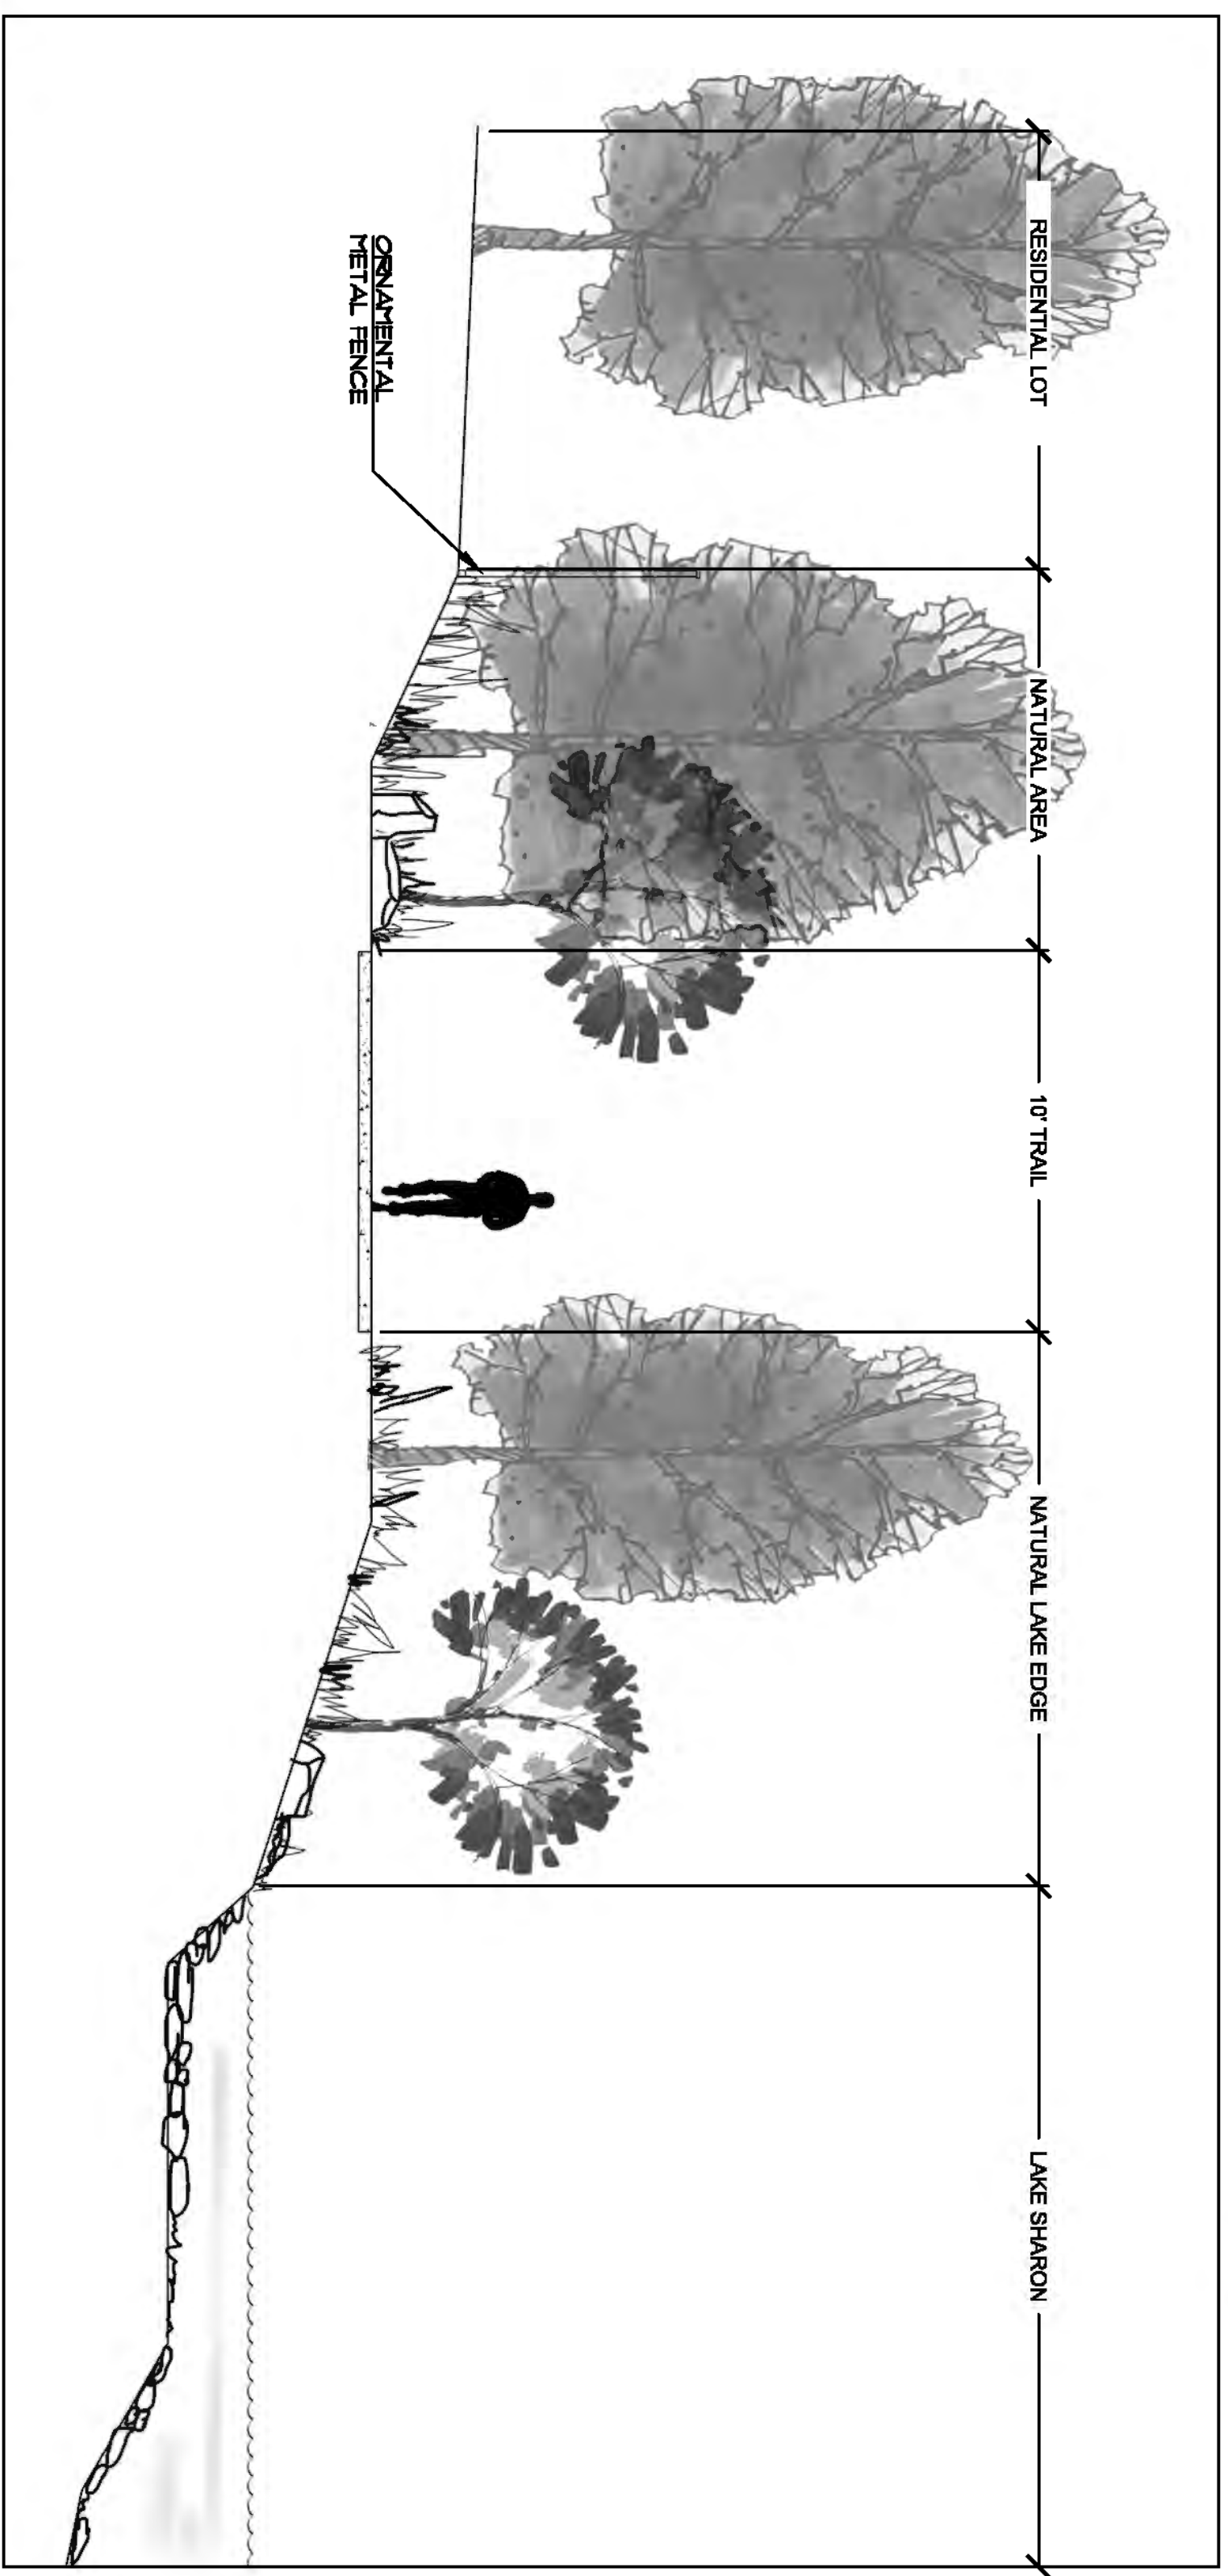 RESIDENTIAL LOT
NATURAL AREA
10' TRAIL
NATURAL LAKE EDGE
LAKE SHARON
ORNAMENTAL
METAL FENCE